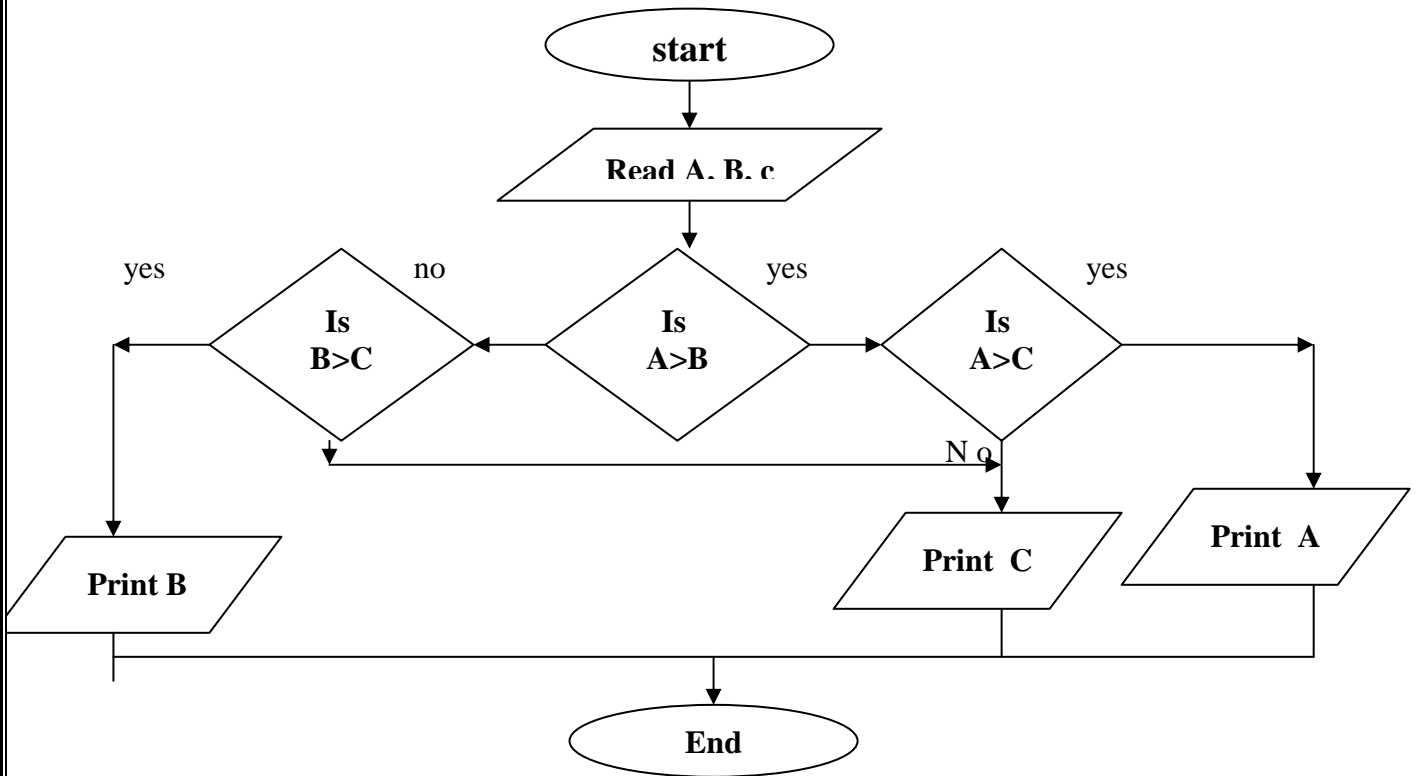 start
Read A, B, c
yes
no
yes
yes
Is
B>C
Is
A>B
Is
A>C
N o
Print B
Print C
Print A
End